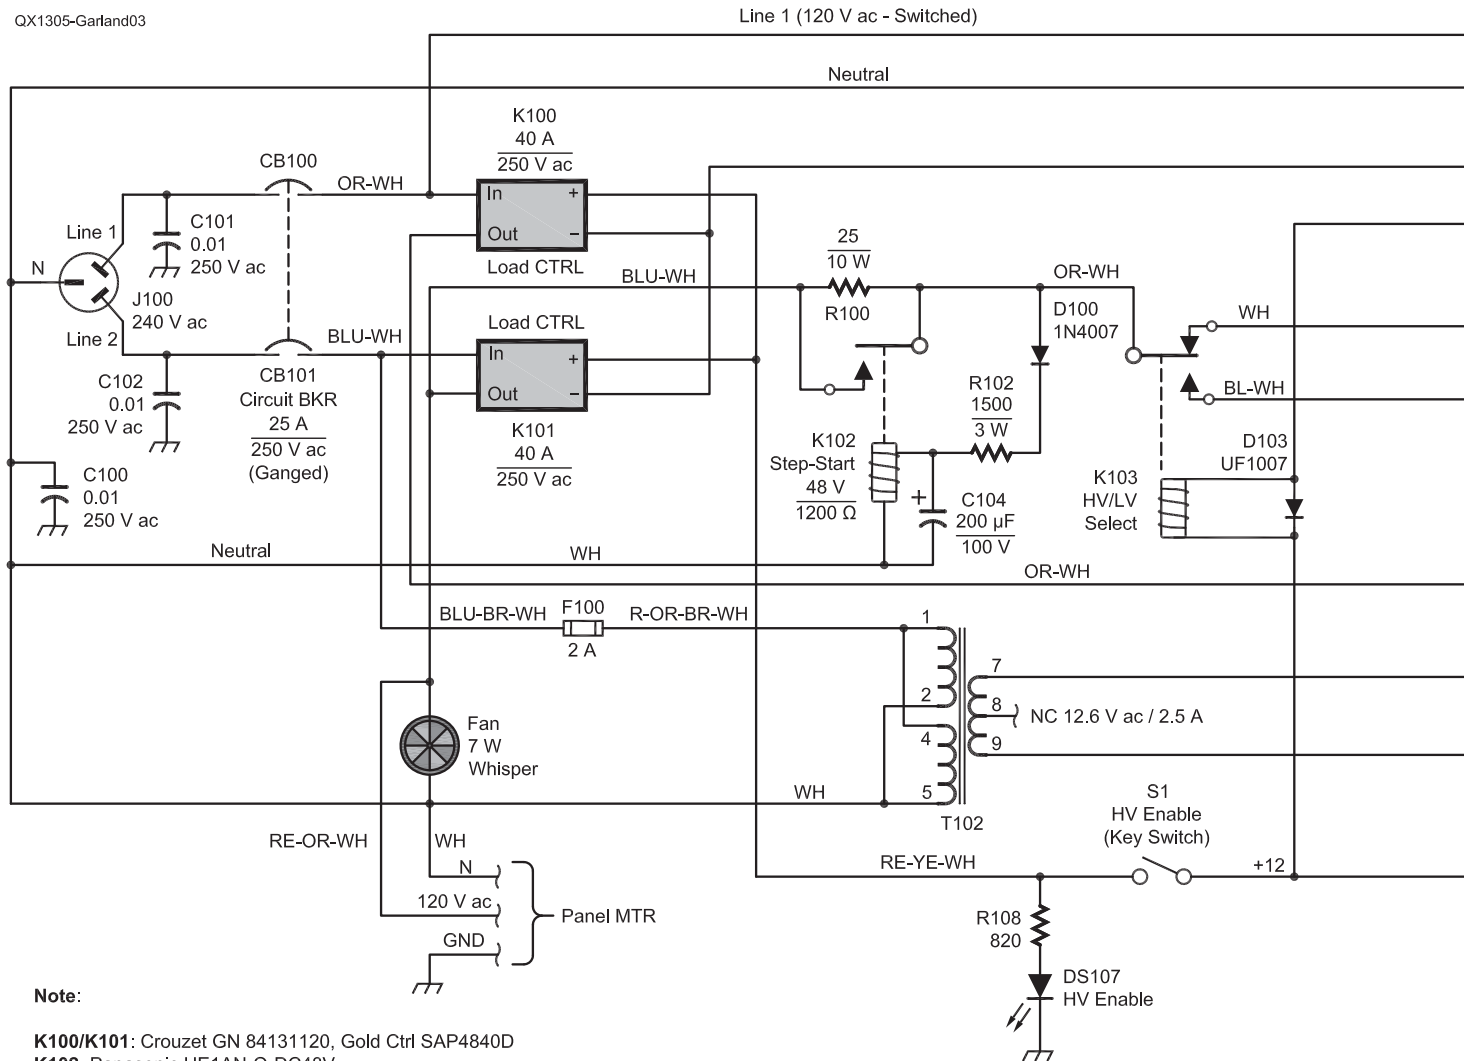 QX1305-Garland03
Line 1 (120 V ac - Switched)
Neutral
K100
40 A
250 V ac
CB100
OR-WH
In
+
Out
–
Load CTRL
C101
0.01
250 V ac
Line 1
N
J100
240 V ac
Line 2
BLU-WH
25
10 W
R100
OR-WH
D100
1N4007
WH
BL-WH
Load CTRL
BLU-WH
In
+
Out
–
K101
40 A
250 V ac
C102
0.01
250 V ac
CB101
Circuit BKR
25 A
250 V ac
(Ganged)
R102
1500
3 W
K102
Step-Start
48 V
1200 Ω
+
C104
200 µF
100 V
D103
UF1007
K103
HV/LV
Select
C100
0.01
250 V ac
Neutral
WH
OR-WH
BLU-BR-WH
F100
2 A
R-OR-BR-WH
1
2
4
5
7
8
9
NC 12.6 V ac / 2.5 A
T102
Fan
7 W
Whisper
WH
S1
HV Enable
(Key Switch)
RE-OR-WH
WH
RE-YE-WH
+12
N
120 V ac
GND
Panel MTR
R108
820
DS107
HV Enable
Note:
K100/K101: Crouzet GN 84131120, Gold Ctrl SAP4840D